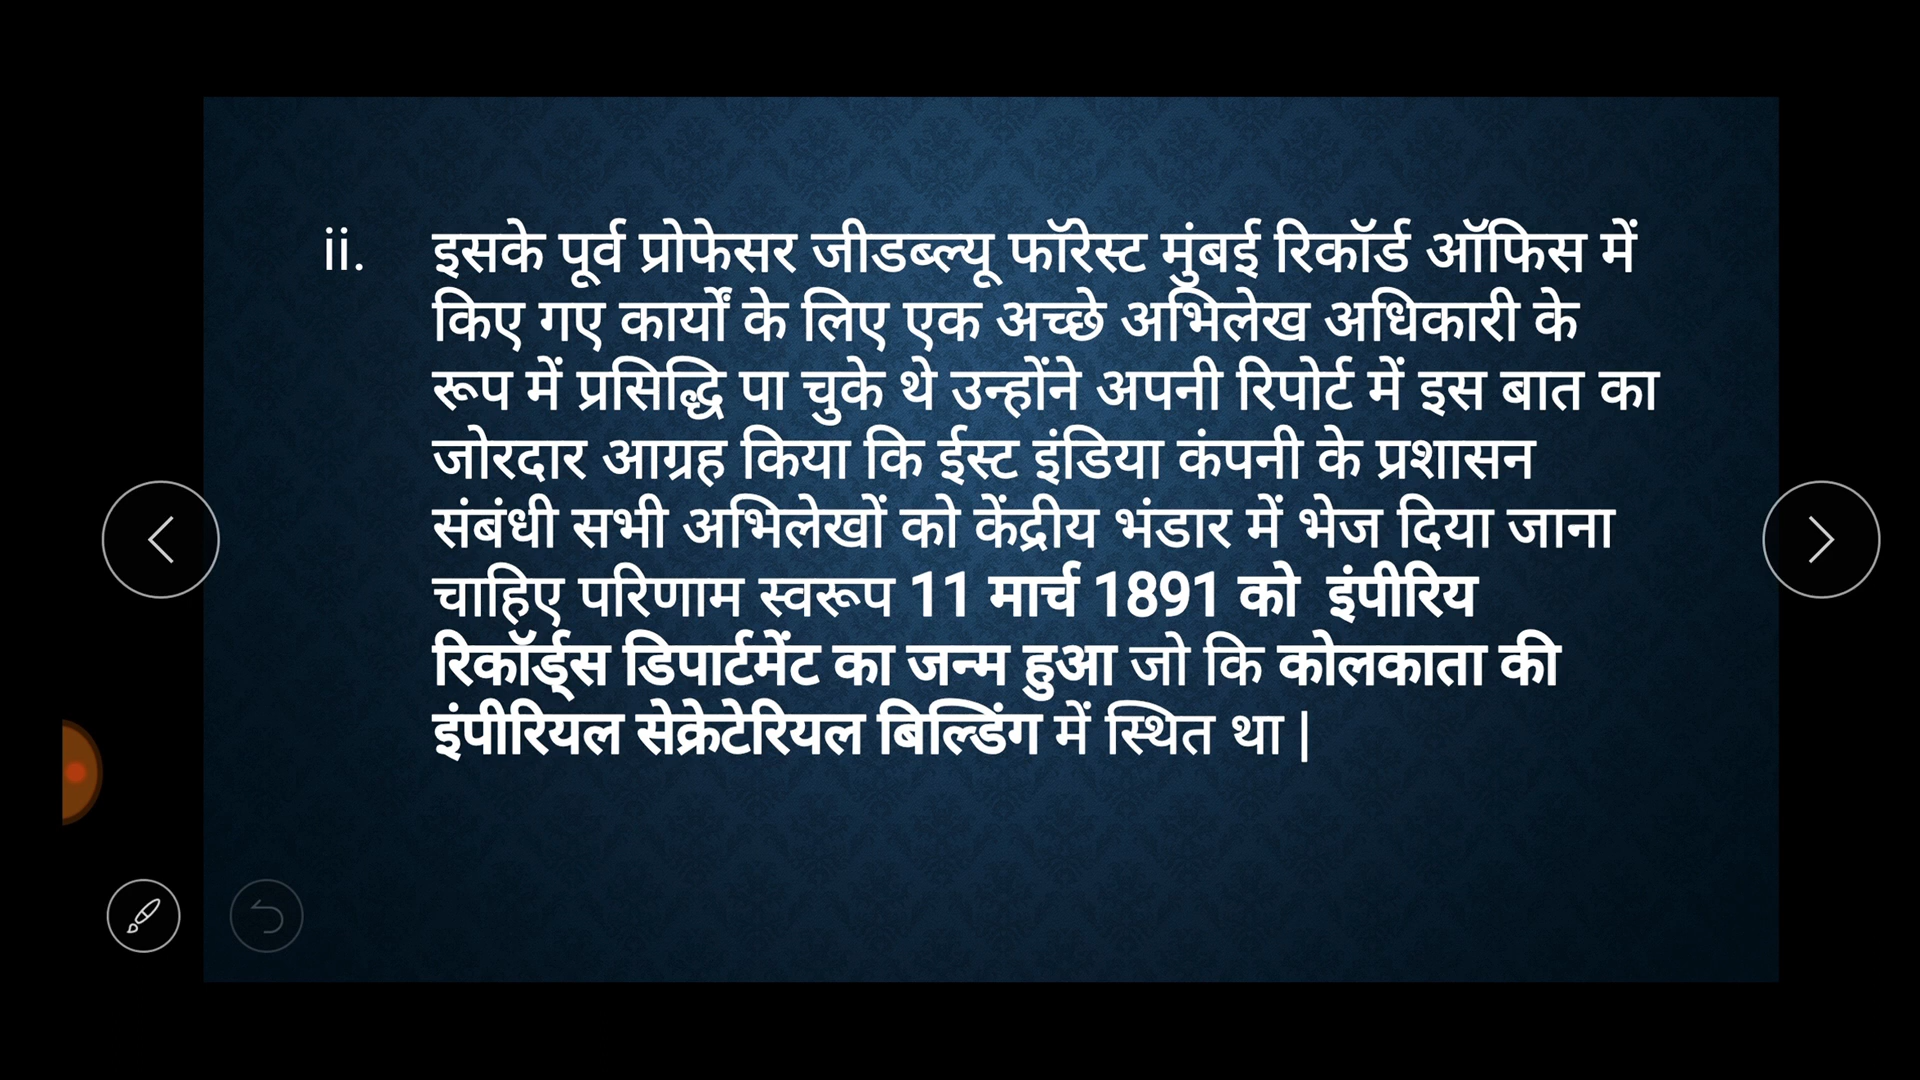 ii. इसके पूर्व प्रोफेसर जीडब्ल्यू फॉरेस्ट मुंबई रिकॉर्ड ऑफिस में
किए गए कार्यों के लिए एक अच्छे अभिलेख अधिकारी के
रूप में प्रसिद्धि पा चुके थे उन्होंने अपनी रिपोर्ट में इस बात का
जोरदार आग्रह किया कि ईस्ट इंडिया कंपनी के प्रशासन
संबंधी सभी अभिलेखों को केंद्रीय भंडार में भेज दिया जाना
चाहिए परिणाम स्वरूप 11 मार्च 1891 को इंपीरिय
रिकॉर्ड्स डिपार्टमेंट का जन्म हुआ जो कि कोलकाता की
इंपीरियल सेक्रेटेरियल बिल्डिंग में स्थित था |